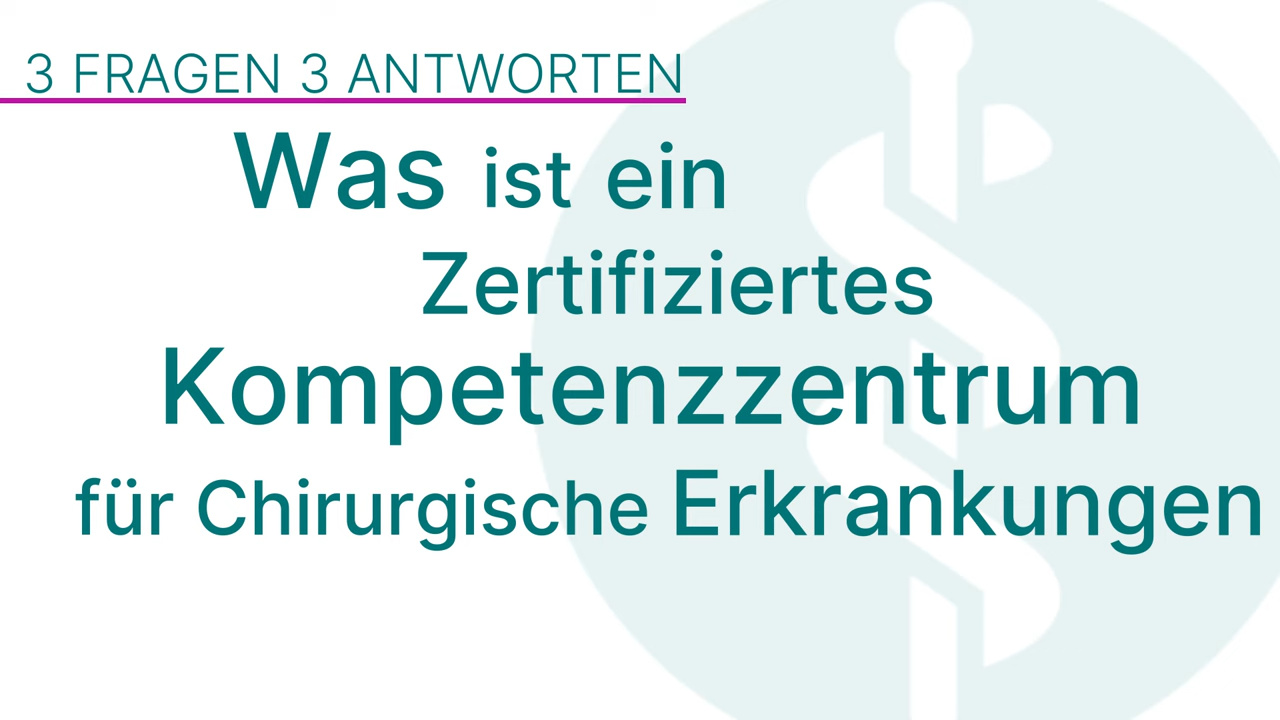 3 FRAGEN 3 ANTWORTEN
Was ist ein
Zertifiziertes
Kompetenzzentrum
für Chirurgische Erkrankungen